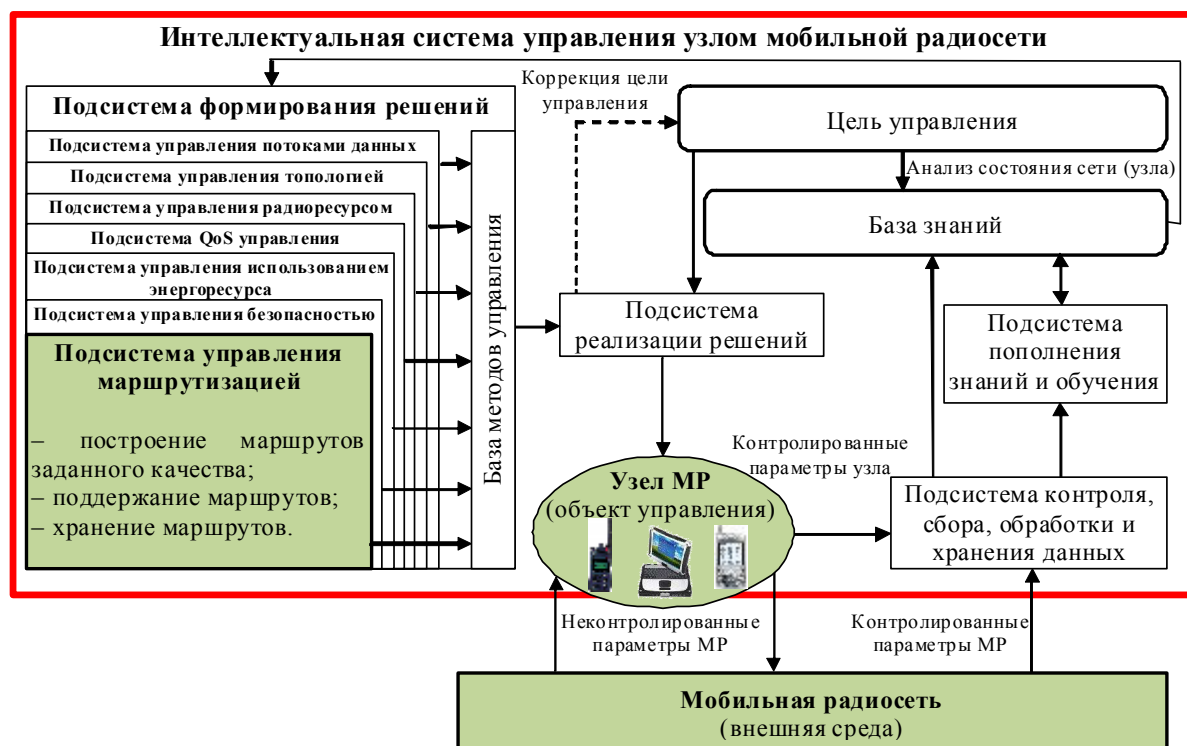 Интеллектуальная система управления узлом мобильной радиосети
Подсистема формирования решений
Подсистема управления потоками данных
Подсистема управления топологией
Подсистема управления радиоресурсом
Подсистема QoS управления
Подсистема управления использованием
энергоресурса
Подсистема управления безопасностью
Подсистема управления
маршрутизацией
– построение маршрутов
заданного качества;
– поддержание маршрутов;
– хранение маршрутов.
База методов управления
Коррекция цели
управления
Цель управления
Анализ состояния сети (узла)
База знаний
Подсистема
реализации решений
Подсистема
пополнения
знаний и обучения
Контролированные
параметры узла
Узел МР
(объект управления)
Подсистема контроля,
сбора, обработки и
хранения данных
Неконтролированные
параметры МР
Контролированные
параметры МР
Мобильная радиосеть
(внешняя среда)